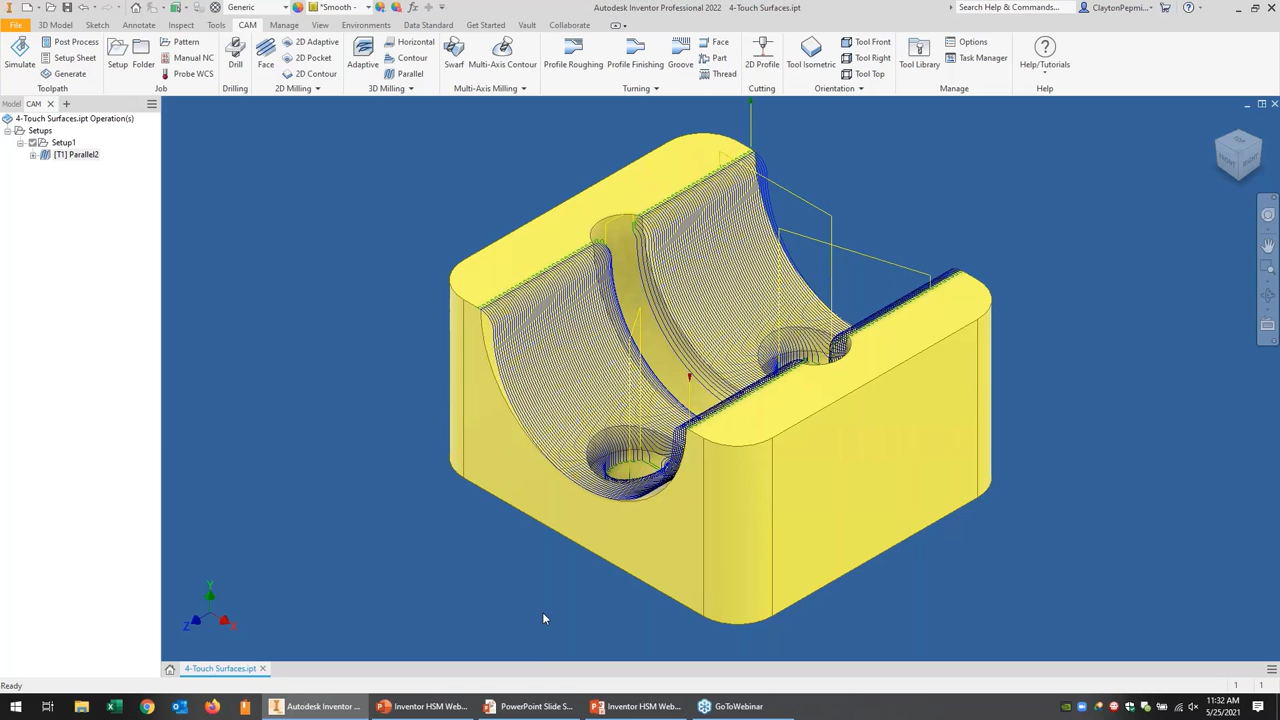 Generic
*Smooth -
Autodesk Inventor Professional 2022 4-Touch Surfaces.ipt
Search Help & Commands...
ClaytonPepmi...
File
3D Model
Sketch
Annotate
Inspect
Tools
CAM
Manage
View
Environments
Data Standard
Get Started
Vault
Collaborate
Simulate
Post Process
Setup Sheet
Generate
Toolpath
Setup
Folder
Pattern
Manual NC
Probe WCS
Job
Drill
Drilling
Face
2D Adaptive
2D Pocket
2D Contour
2D Milling
Adaptive
Horizontal
Contour
Parallel
3D Milling
Swarf
Multi-Axis Contour
Multi-Axis Milling
Profile Roughing
Profile Finishing
Groove
Face
Part
Thread
Turning
2D Profile
Cutting
Tool Isometric
Tool Front
Tool Right
Tool Top
Orientation
Tool Library
Options
Task Manager
Manage
Help/Tutorials
Help
Model
CAM
4-Touch Surfaces.ipt Operation(s)
Setups
Setup1
[T1] Parallel2
FRONT
RIGHT
Y
Z
X
4-Touch Surfaces.ipt
Ready
1
1
Autodesk Inventor ...
Inventor HSM Web...
PowerPoint Slide S...
Inventor HSM Web...
GoToWebinar
11:32 AM
5/25/2021